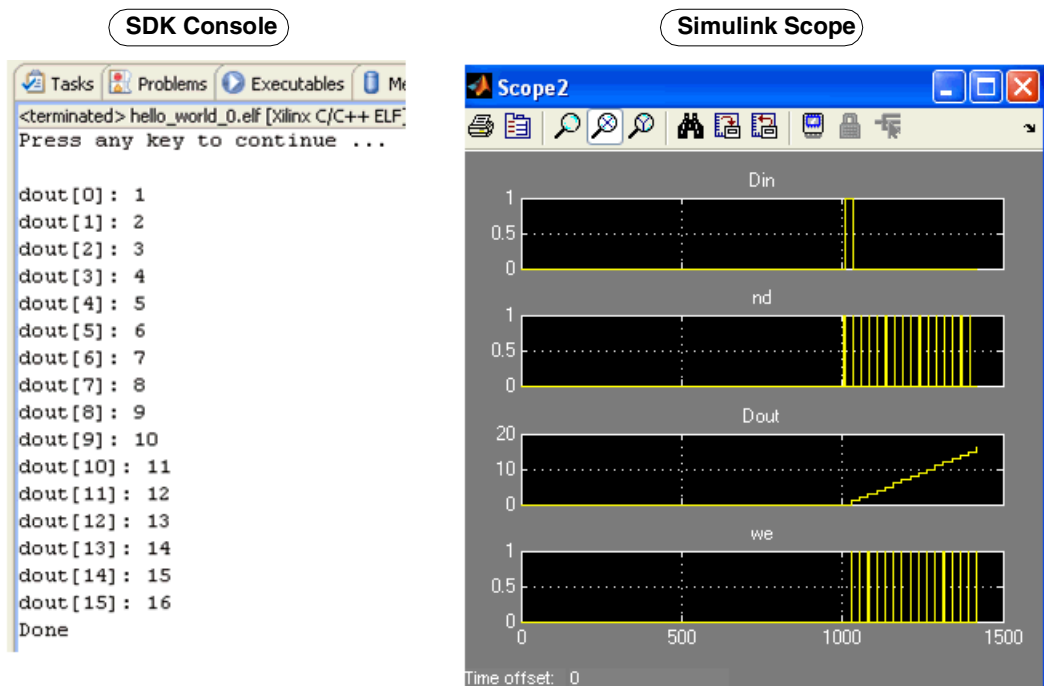 SDK Console
Simulink Scope
Tasks Problems Executables Me
<terminated> hello_world_0.elf [Xilinx C/C++ ELF]
Press any key to continue ...
dout[0]: 1
dout[1]: 2
dout[2]: 3
dout[3]: 4
dout[4]: 5
dout[5]: 6
dout[6]: 7
dout[7]: 8
dout[8]: 9
dout[9]: 10
dout[10]: 11
dout[11]: 12
dout[12]: 13
dout[13]: 14
dout[14]: 15
dout[15]: 16
Done
Scope2
Din
1
0.5
0
nd
1
0.5
0
Dout
20
10
0
we
1
0.5
0
0 500 1000 1500
Time offset: 0